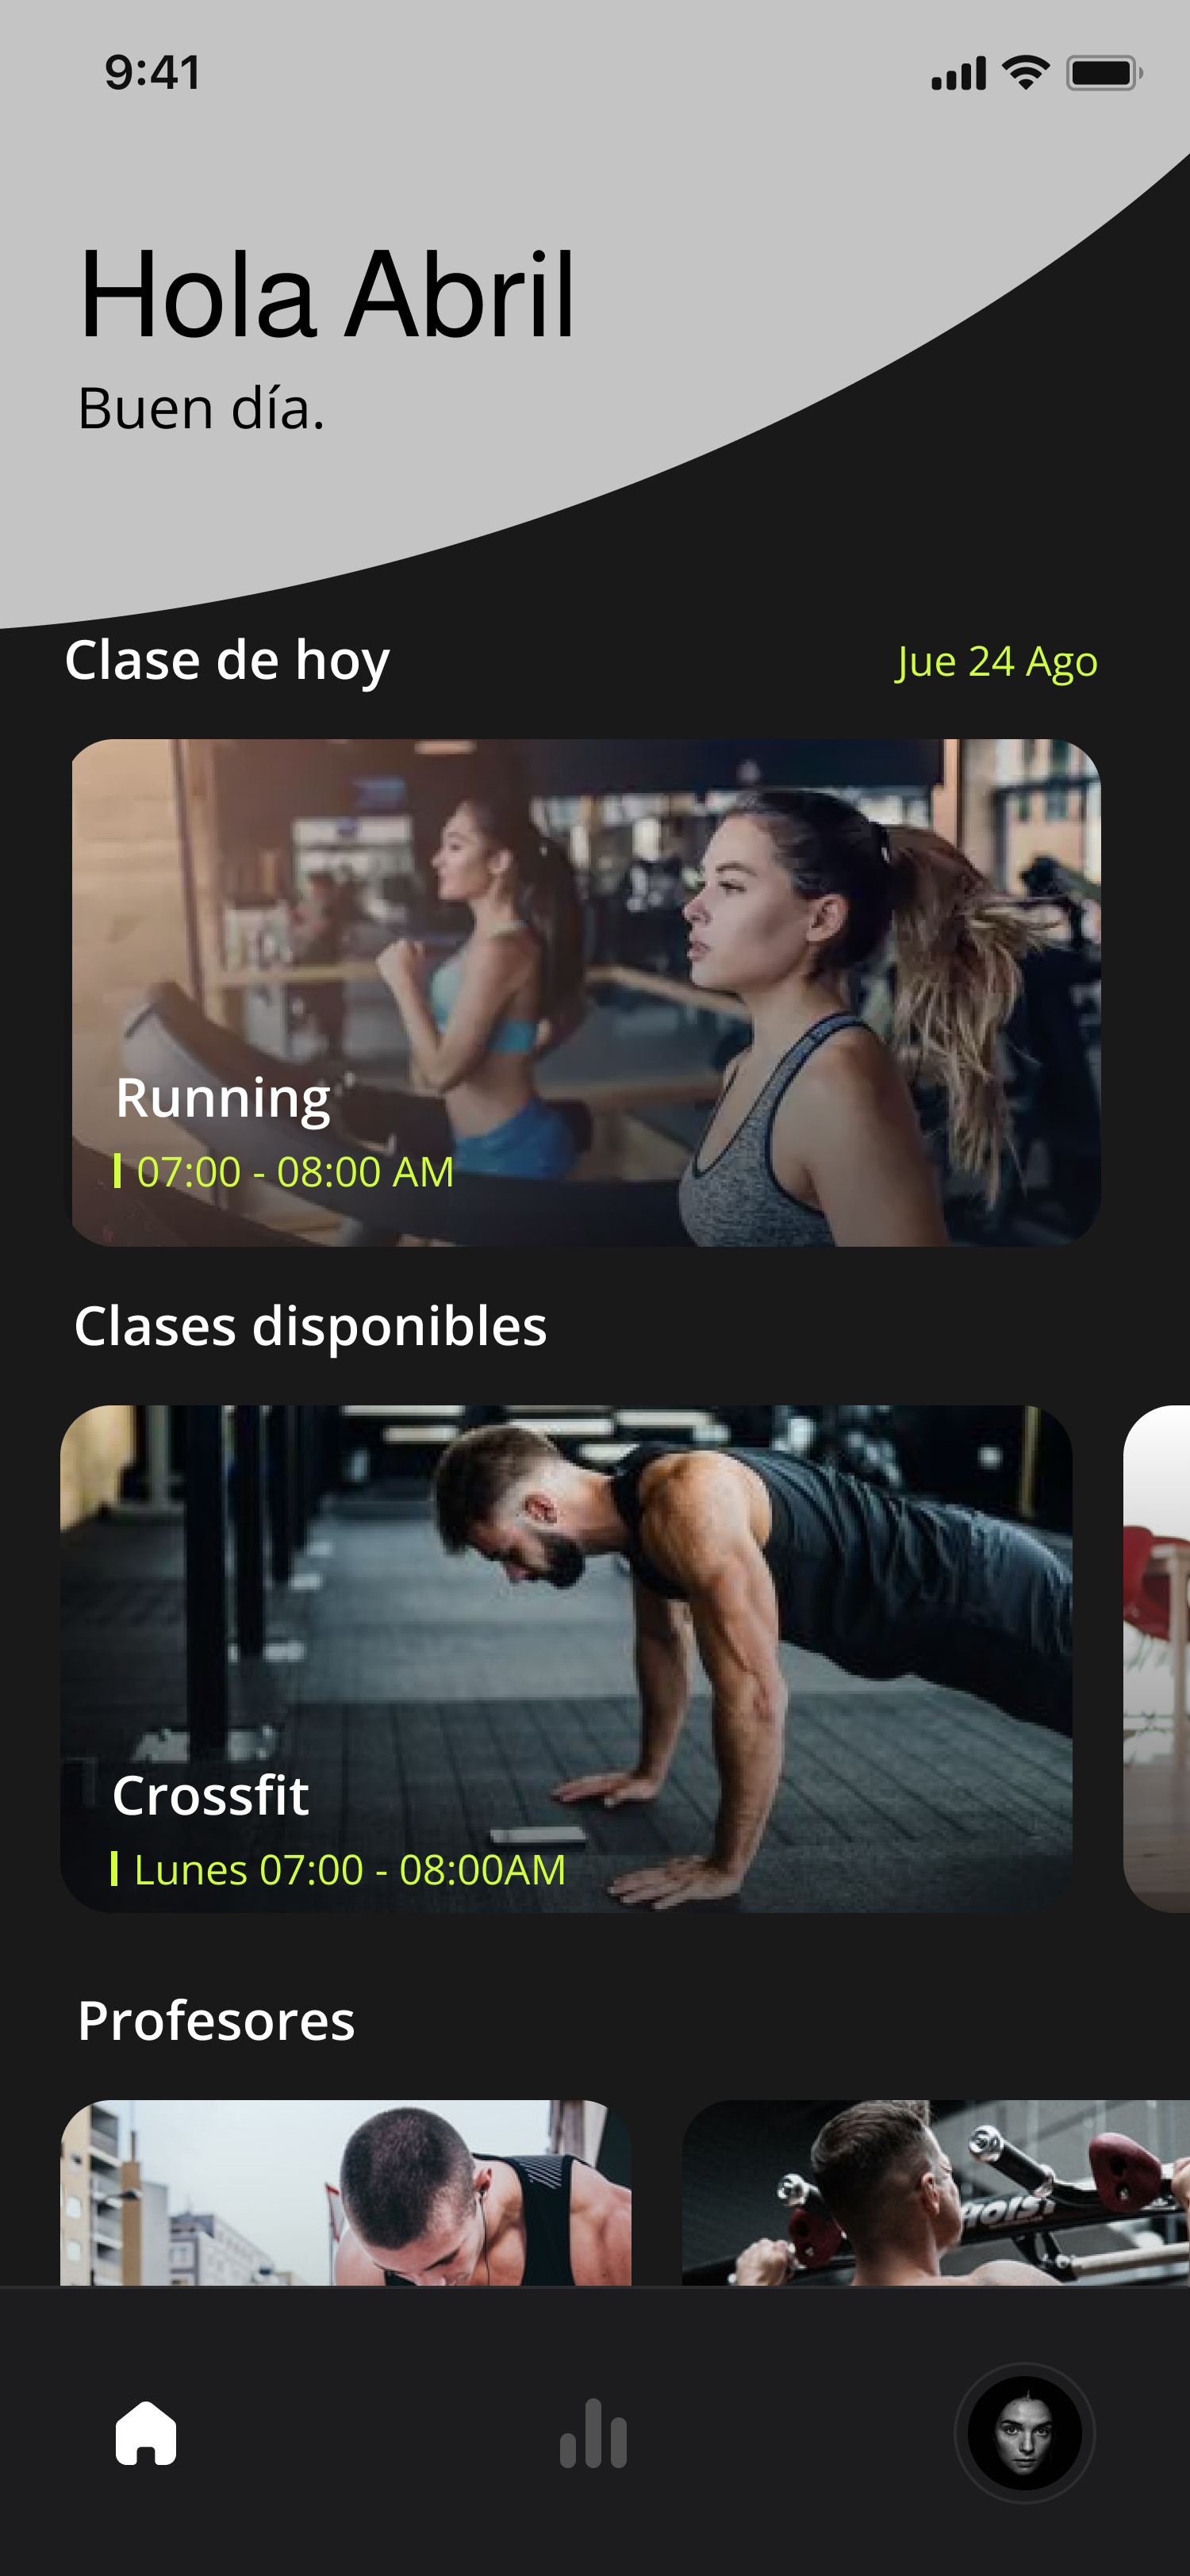 9:41
Hola Abril
Buen día.
Clase de hoy
Jue 24 Ago
Running
07:00 - 08:00 AM
Clases disponibles
Crossfit
Lunes 07:00 - 08:00AM
Profesores
HOIST